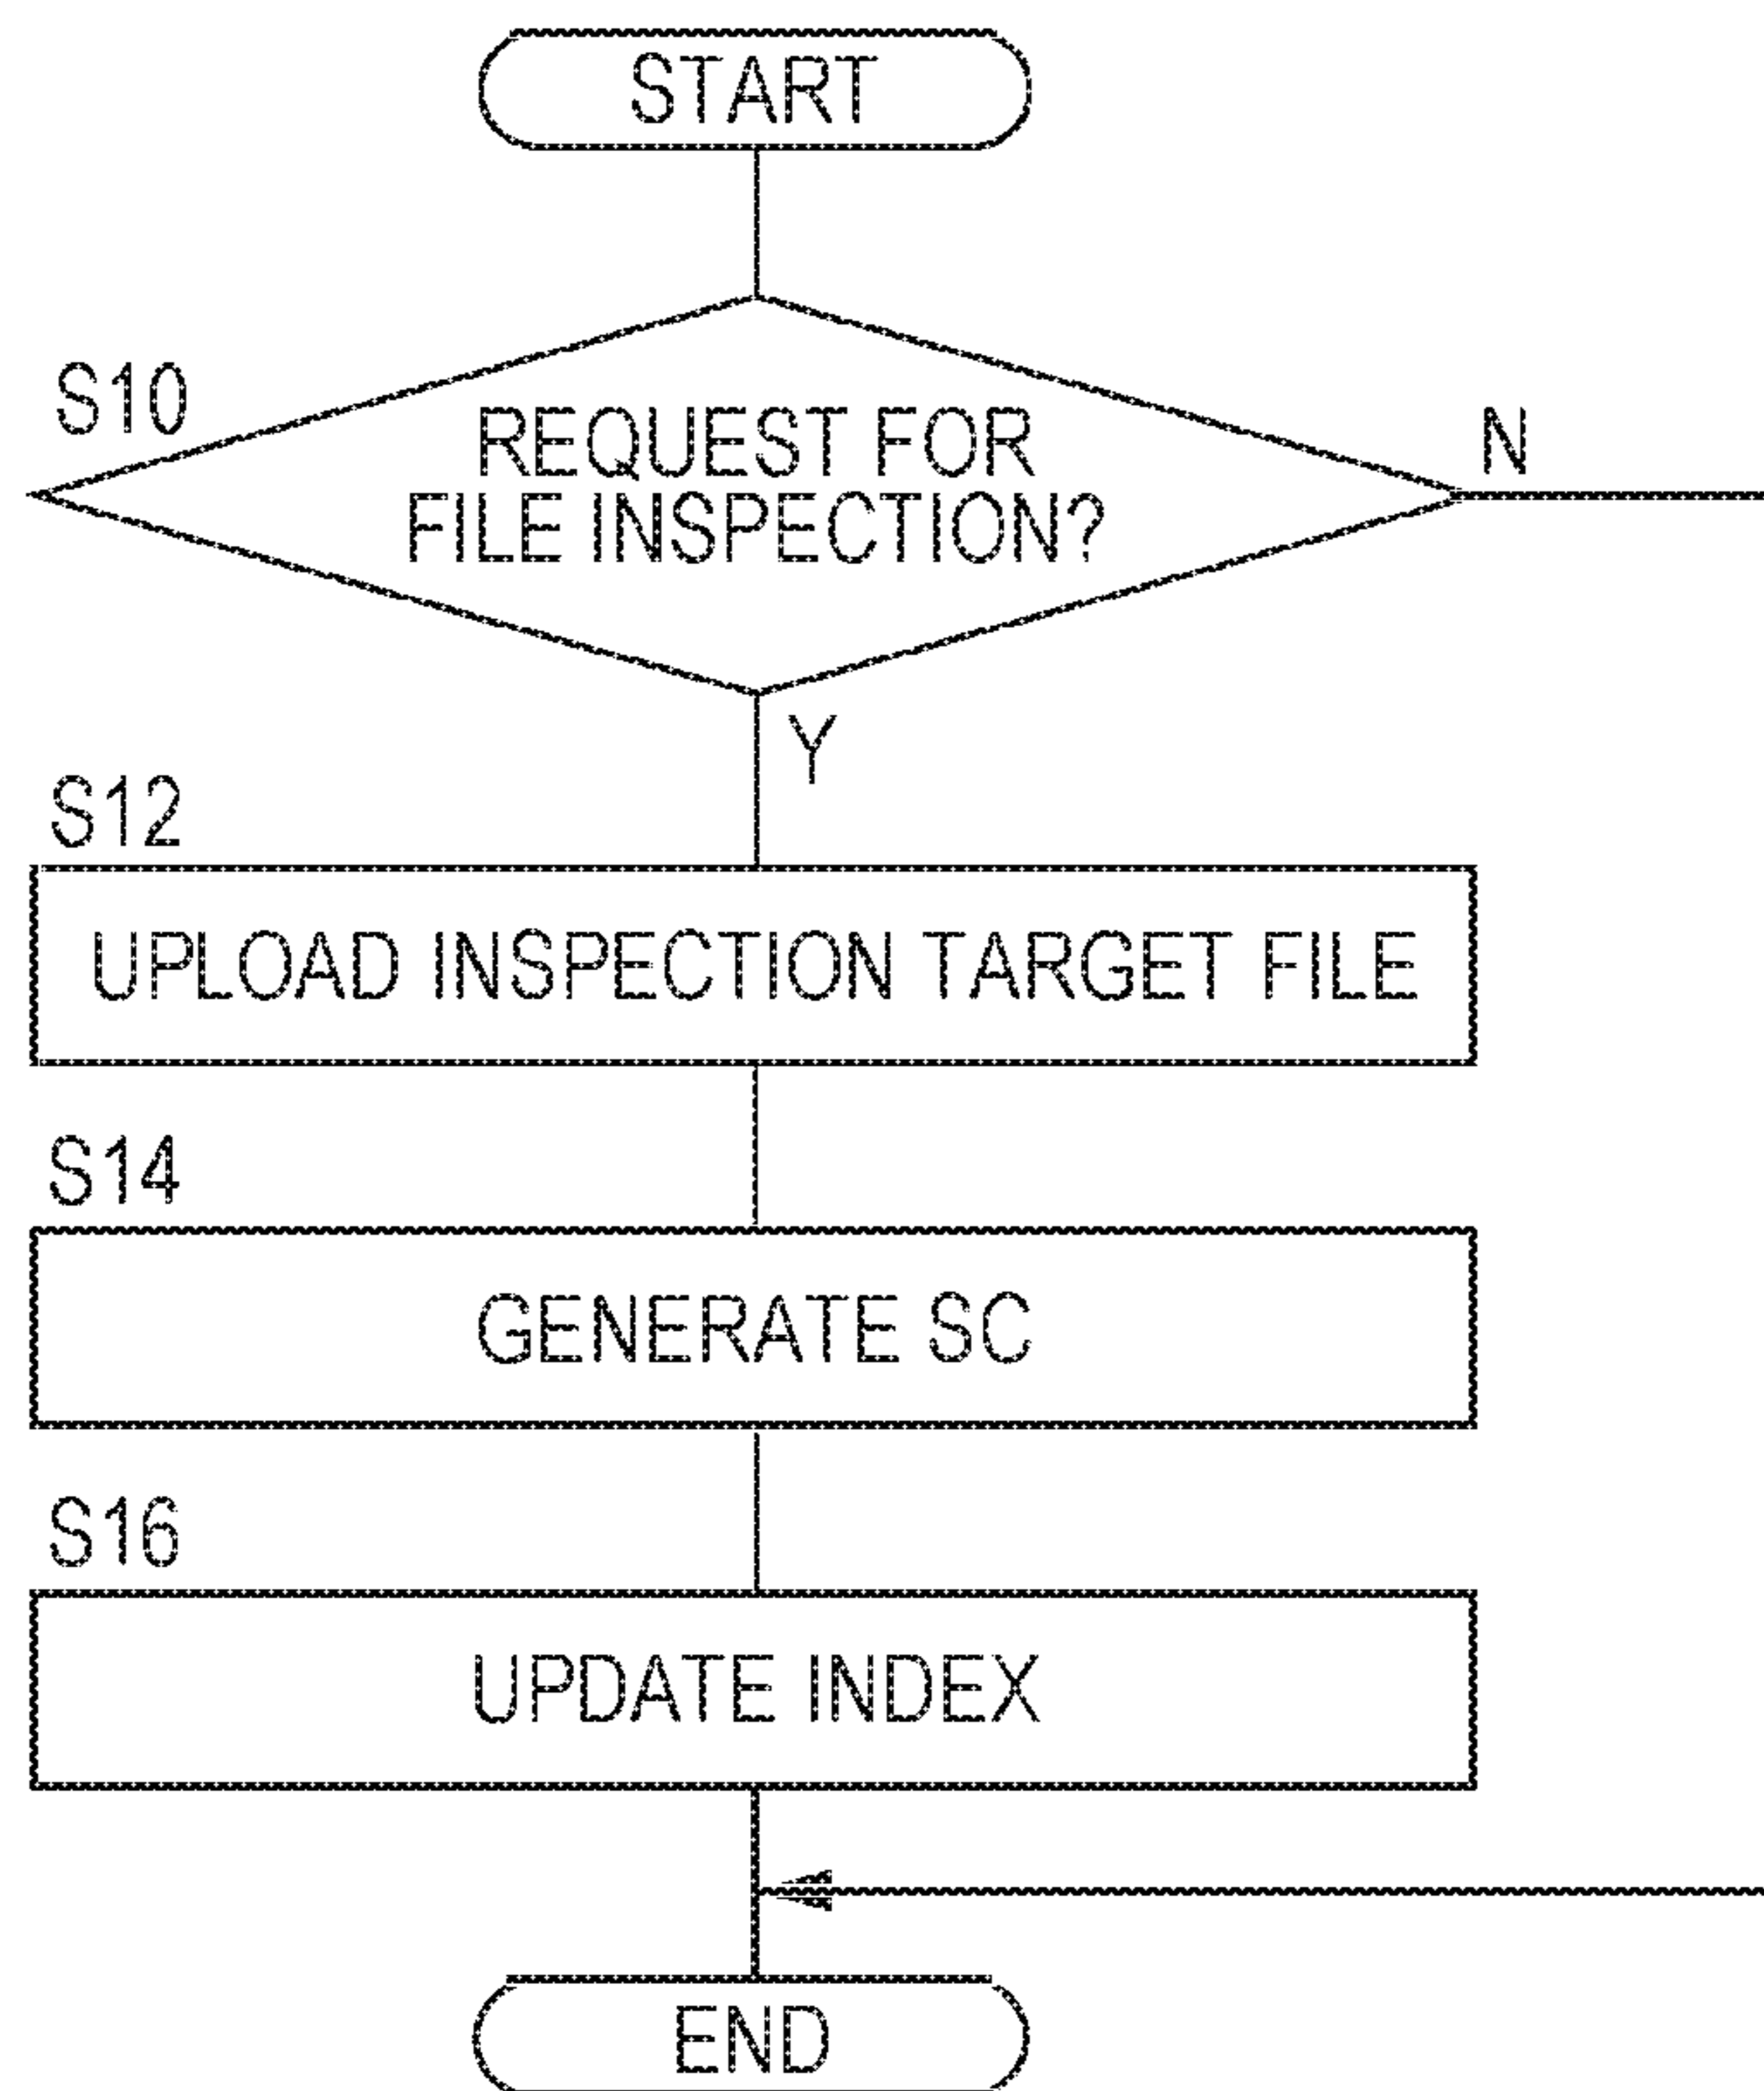 START
S10
REQUEST FOR
FILE INSPECTION?
N
Y
S12
UPLOAD INSPECTION TARGET FILE
S14
GENERATE SC
S16
UPDATE INDEX
END